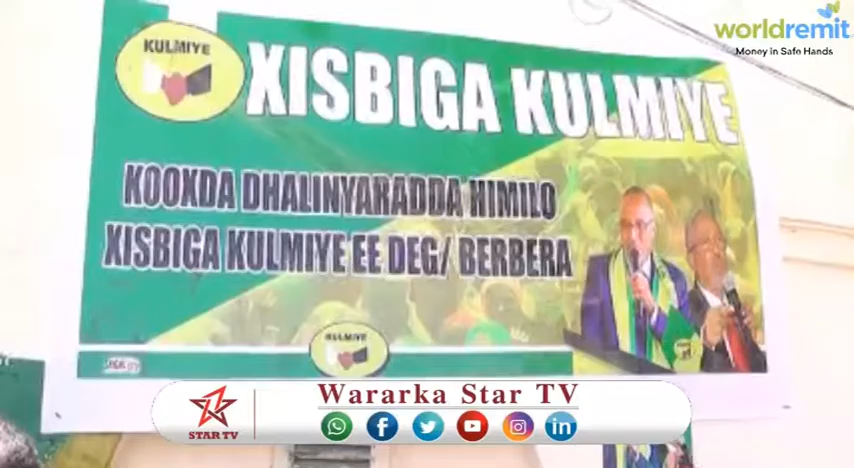 worldremit
Money in Safe Hands
KULMIYE
XISBIGA KULMIYE
KOOXDA DHALINYARADDA HIMILO
XISBIGA KULMIYE EE DEG/ BERBERA
KULMIYE
Wararka Star TV
STAR TV